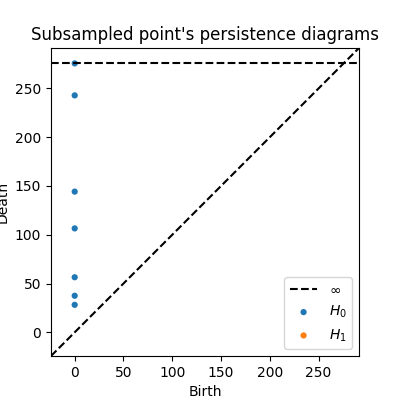 Subsampled point's persistence diagrams
250
200
150
100
50
0
Death
0 50 100 150 200 250
Birth
∞
H₀
H₁